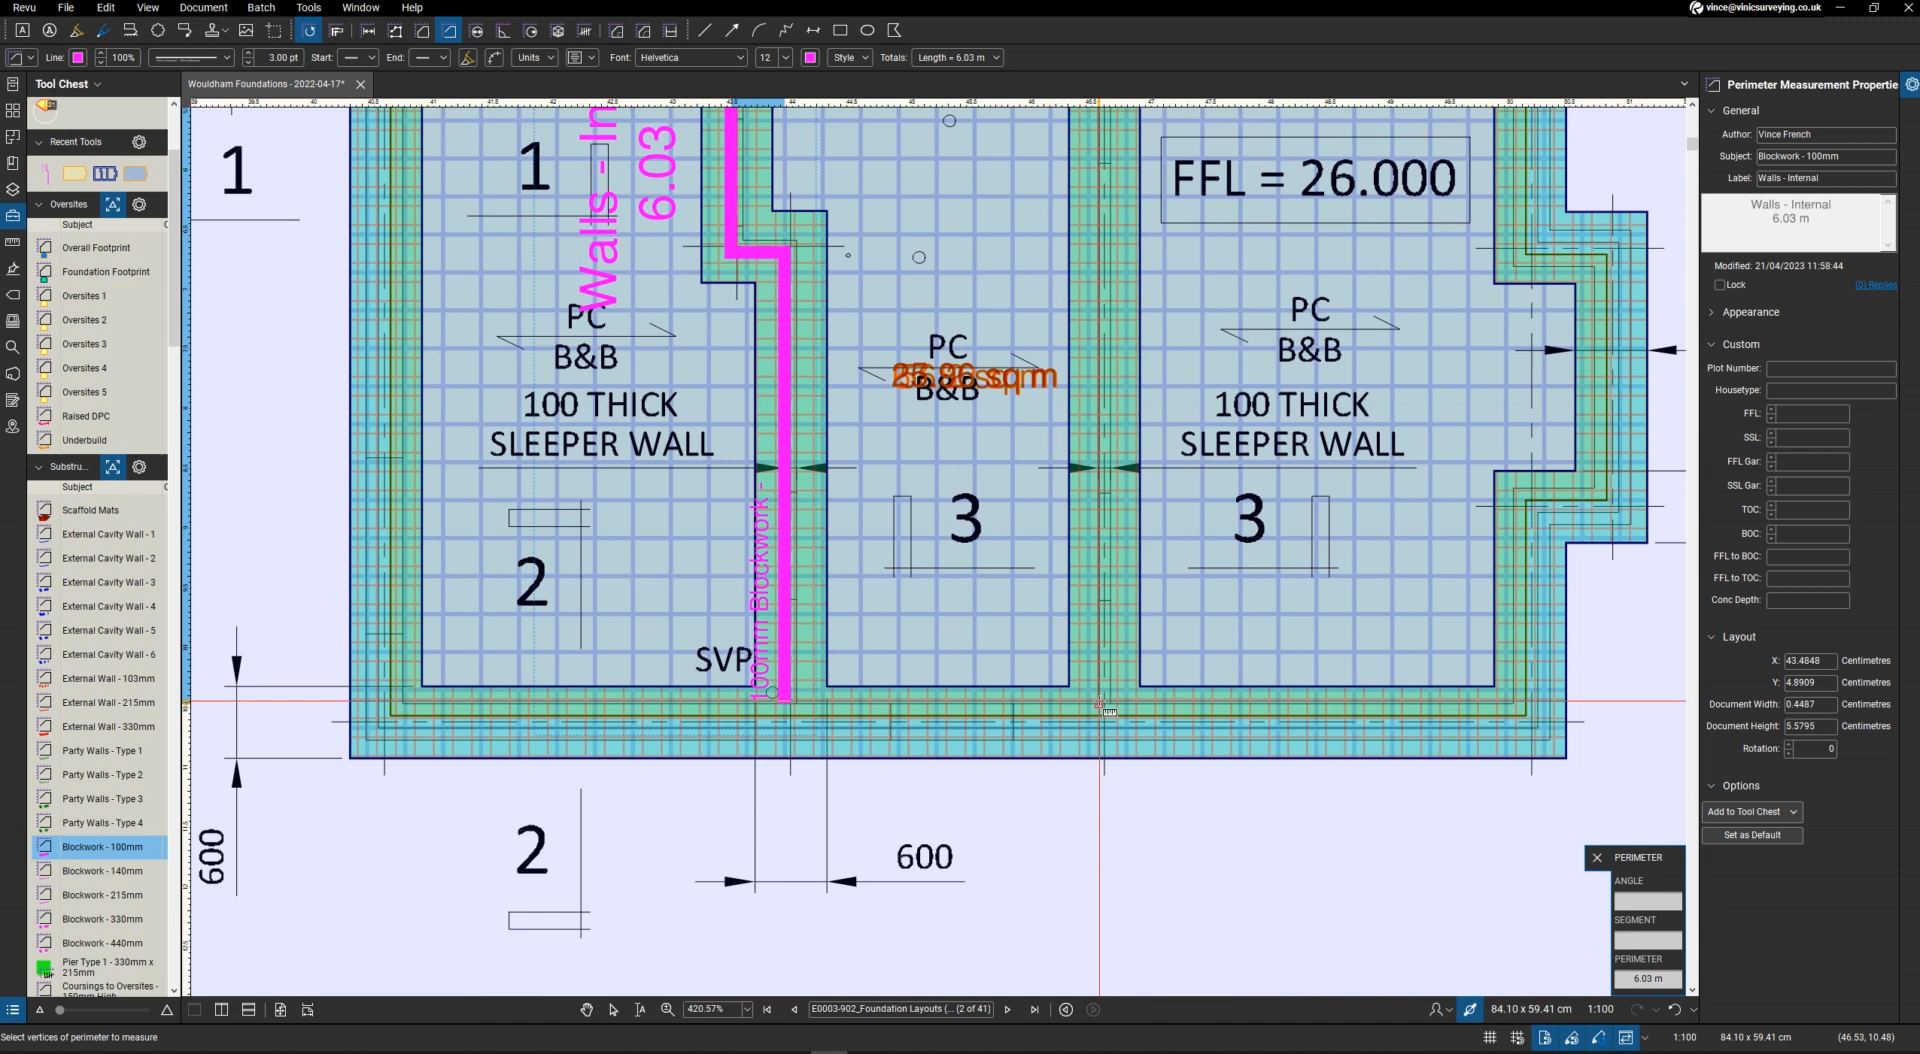 Revu File Edit View Document Batch Tools Window Help
vince@vinicsurveying.co.uk
Line: 100% 3.00 pt Start: End: Units Font: Helvetica 12 Style Totals: Length = 6.03 m
Tool Chest
Wouldham Foundations - 2022-04-17*
Perimeter Measurement Propertie
Recent Tools
Oversites
Subject
Overall Footprint
Foundation Footprint
Oversites 1
Oversites 2
Oversites 3
Oversites 4
Oversites 5
Raised DPC
Underbuild
Substru...
Subject
Scaffold Mats
External Cavity Wall - 1
External Cavity Wall - 2
External Cavity Wall - 3
External Cavity Wall - 4
External Cavity Wall - 5
External Cavity Wall - 6
External Wall - 103mm
External Wall - 215mm
External Wall - 330mm
Party Walls - Type 1
Party Walls - Type 2
Party Walls - Type 3
Party Walls - Type 4
Blockwork - 100mm
Blockwork - 140mm
Blockwork - 215mm
Blockwork - 330mm
Blockwork - 440mm
Pier Type 1 - 330mm x
215mm
Coursings to Oversites -
150mm High
1
1
Walls - In
6.03
FFL = 26.000
PC
B&B
100 THICK
SLEEPER WALL
2
SVP
100mm Blockwork -
PC
B&B
sq m
3
PC
B&B
100 THICK
SLEEPER WALL
3
600
2
600
PERIMETER
ANGLE
SEGMENT
PERIMETER
6.03 m
General
Author: Vince French
Subject: Blockwork - 100mm
Label: Walls - Internal
Walls - Internal
6.03 m
Modified: 21/04/2023 11:58:44
Lock (0) Replies
Appearance
Custom
Plot Number:
Housetype:
FFL:
SSL:
FFL Gar:
SSL Gar:
TOC:
BOC:
FFL to BOC:
FFL to TOC:
Conc Depth:
Layout
X: 43.4848 Centimetres
Y: 4.8909 Centimetres
Document Width: 0.4487 Centimetres
Document Height: 5.5795 Centimetres
Rotation: 0
Options
Add to Tool Chest
Set as Default
420.57% E0003-902_Foundation Layouts (... (2 of 41) 84.10 x 59.41 cm 1:100
Select vertices of perimeter to measure 1:100 84.10 x 59.41 cm (46.53, 10.48)